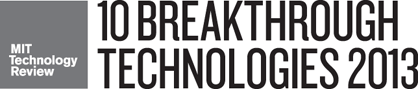 MIT
Technology
Review
10 BREAKTHROUGH
TECHNOLOGIES 2013